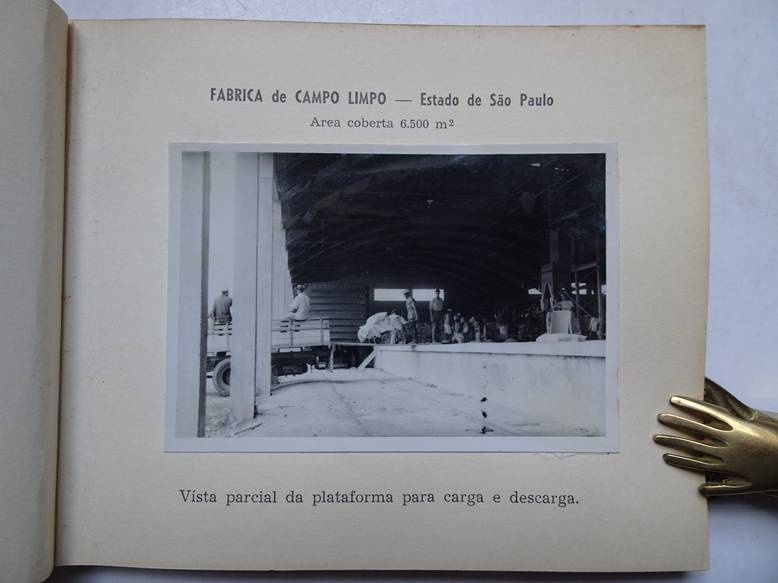 FABRICA de CAMPO LIMPO — Estado de São Paulo
Area coberta 6.500 m²
Vista parcial da plataforma para carga e descarga.